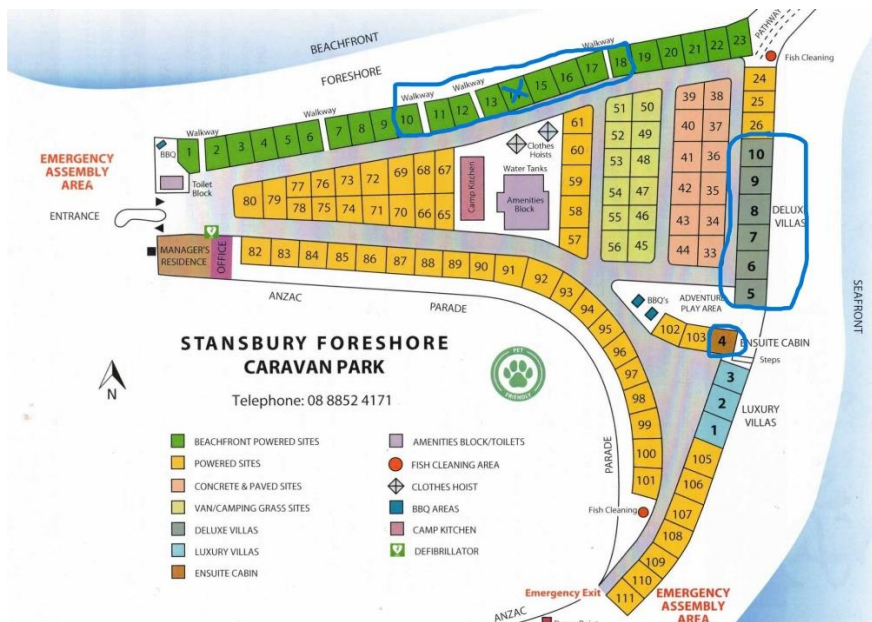 BEACHFRONT
FORESHORE
PATHWAY
Walkway
Walkway
Walkway
Walkway
Walkway
1 2 3 4 5 6 7 8 9 10 11 12 13 15 16 17 18 19 20 21 22 23
Fish Cleaning
24
25
26
BBQ
EMERGENCY
ASSEMBLY
AREA
Toilet
Block
ENTRANCE
MANAGER'S
RESIDENCE
OFFICE
80 79 77 76 73 72 69 68 67
78 75 74 71 70 66 65
Camp Kitchen
Clothes
Hoists
Water Tanks
Amenities
Block
61
60
59
58
57
51 50
52 49
53 48
54 47
55 46
56 45
39 38
40 37
41 36
42 35
43 34
44 33
10
9
8
7
6
5
DELUXE
VILLAS
SEAFRONT
82 83 84 85 86 87 88 89 90 91 92 93 94 95 96 97 98 99 100 101
ANZAC
PARADE
BBQ's
ADVENTURE
PLAY AREA
102 103 4
ENSUITE CABIN
Steps
3
2
1
LUXURY
VILLAS
105
106
107
108
109
110
111
PARADE
Fish Cleaning
Emergency Exit
EMERGENCY
ASSEMBLY
AREA
ANZAC
STANSBURY FORESHORE
CARAVAN PARK
Telephone: 08 8852 4171
PET
FRIENDLY
N
BEACHFRONT POWERED SITES
POWERED SITES
CONCRETE & PAVED SITES
VAN/CAMPING GRASS SITES
DELUXE VILLAS
LUXURY VILLAS
ENSUITE CABIN
AMENITIES BLOCK/TOILETS
FISH CLEANING AREA
CLOTHES HOIST
BBQ AREAS
CAMP KITCHEN
DEFIBRILLATOR